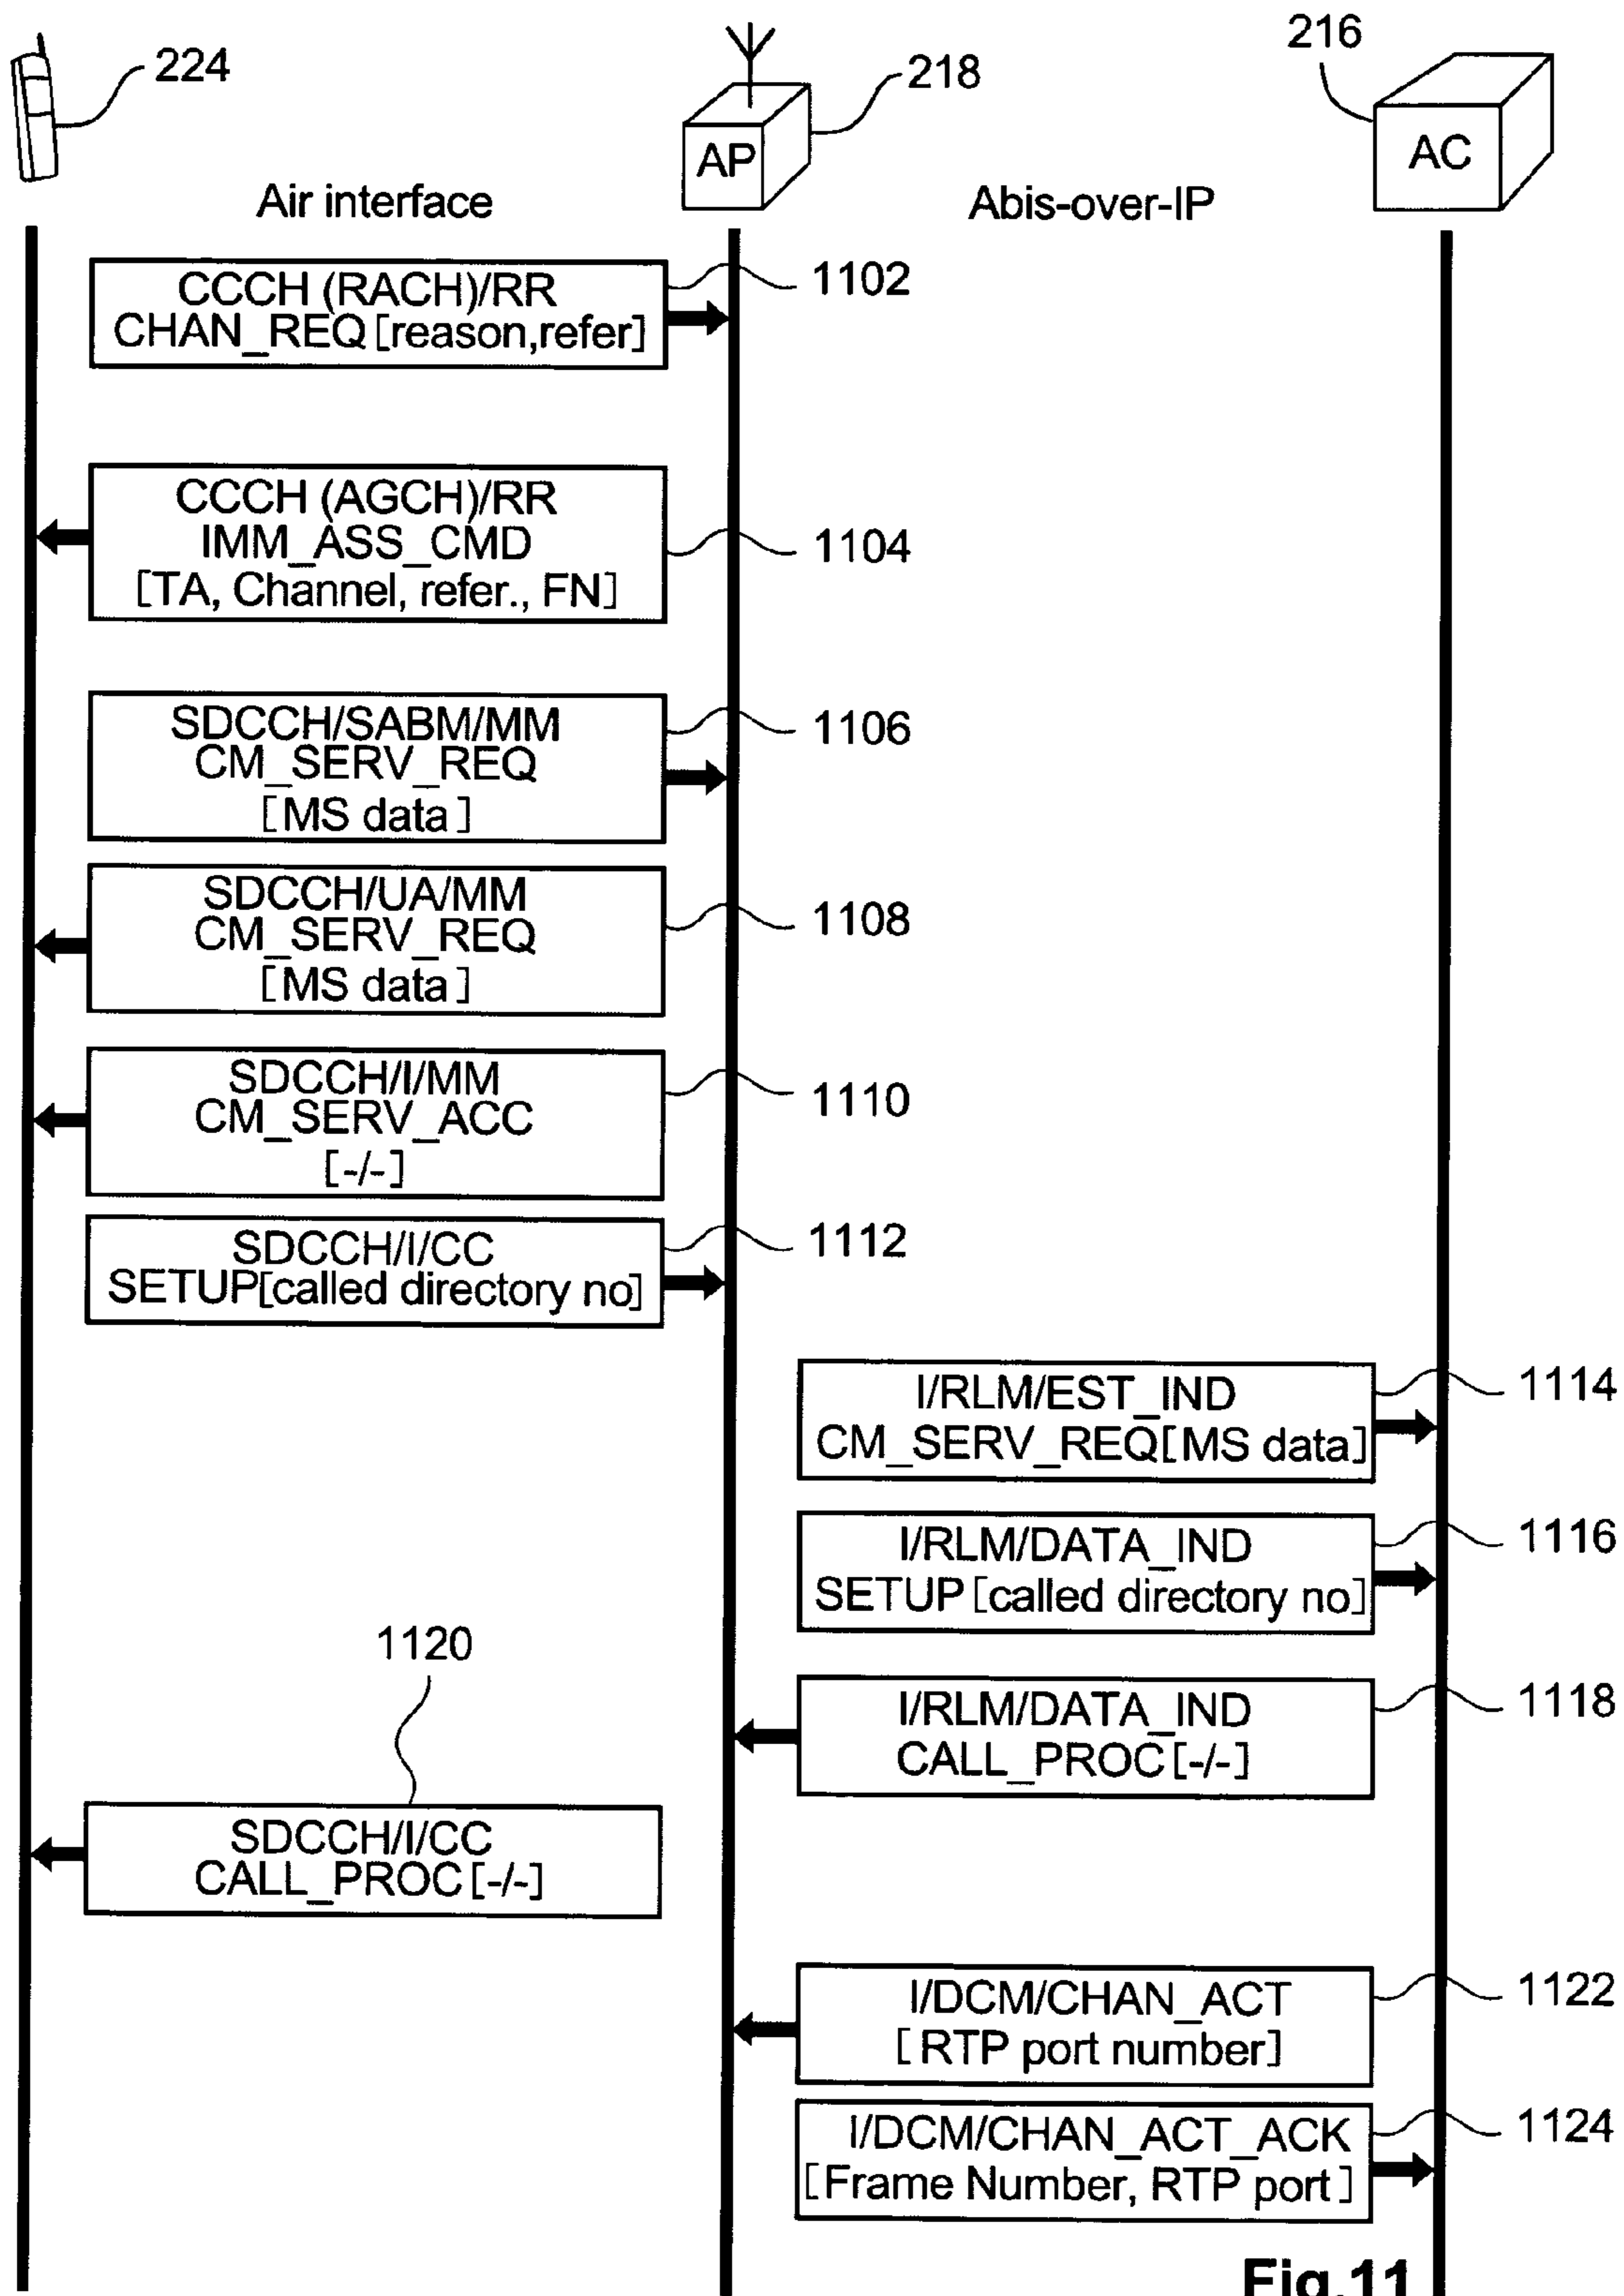 224
218
216
AP
AC
Air interface
Abis-over-IP
CCCH (RACH)/RR
CHAN_REQ[reason,refer]
1102
CCCH (AGCH)/RR
IMM_ASS_CMD
[TA, Channel, refer., FN]
1104
SDCCH/SABM/MM
CM_SERV_REQ
[MS data]
1106
SDCCH/UA/MM
CM_SERV_REQ
[MS data]
1108
SDCCH/I/MM
CM_SERV_ACC
[-/-]
1110
SDCCH/I/CC
SETUP[called directory no]
1112
I/RLM/EST_IND
CM_SERV_REQ[MS data]
1114
I/RLM/DATA_IND
SETUP[called directory no]
1116
I/RLM/DATA_IND
CALL_PROC[-/-]
1118
1120
SDCCH/I/CC
CALL_PROC[-/-]
I/DCM/CHAN_ACT
[RTP port number]
1122
I/DCM/CHAN_ACT_ACK
[Frame Number, RTP port]
1124
Fig.11